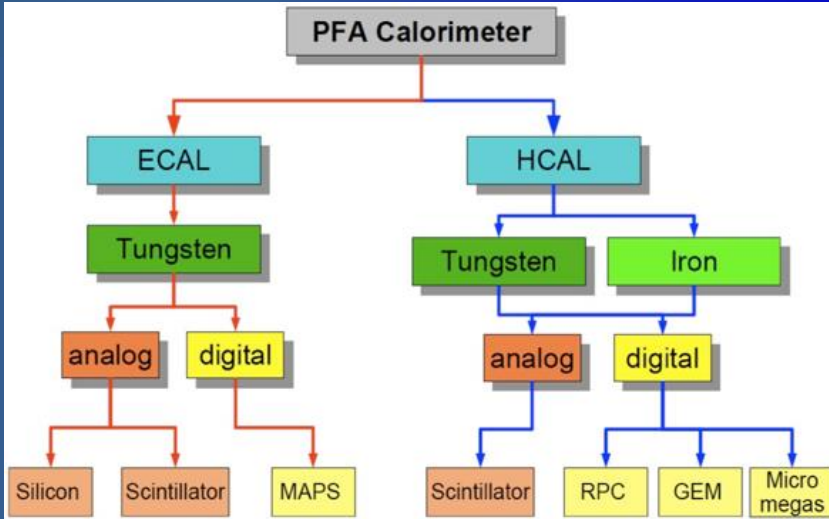 PFA Calorimeter
ECAL
HCAL
Tungsten
Tungsten
Iron
analog
digital
analog
digital
Silicon
Scintillator
MAPS
Scintillator
RPC
GEM
Micro
megas